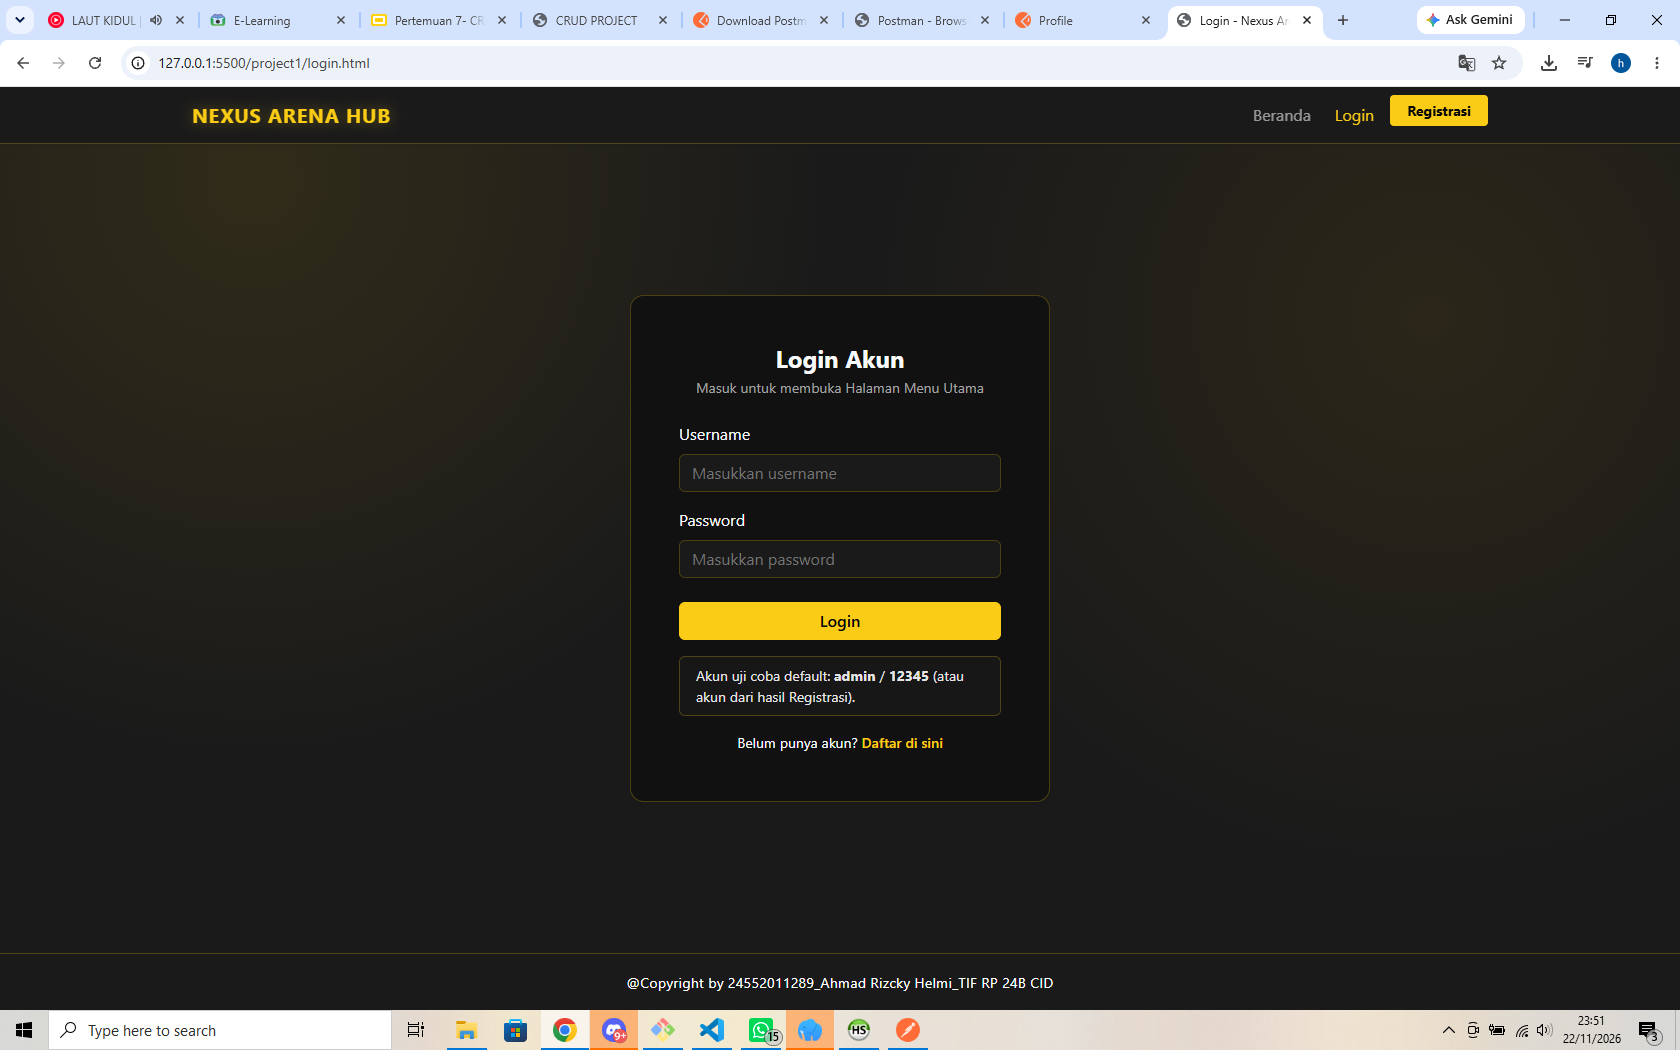 LAUT KIDUL |
E-Learning
Pertemuan 7- CR
CRUD PROJECT
Download Postm
Postman - Brows
Profile
Login - Nexus Ar
Ask Gemini
127.0.0.1:5500/project1/login.html
h
NEXUS ARENA HUB
Beranda
Login
Registrasi
Login Akun
Masuk untuk membuka Halaman Menu Utama
Username
Masukkan username
Password
Masukkan password
Login
Akun uji coba default: admin / 12345 (atau
akun dari hasil Registrasi).
Belum punya akun? Daftar di sini
@Copyright by 24552011289_Ahmad Rizcky Helmi_TIF RP 24B CID
Type here to search
9+
15
HS
23:51
22/11/2026
3